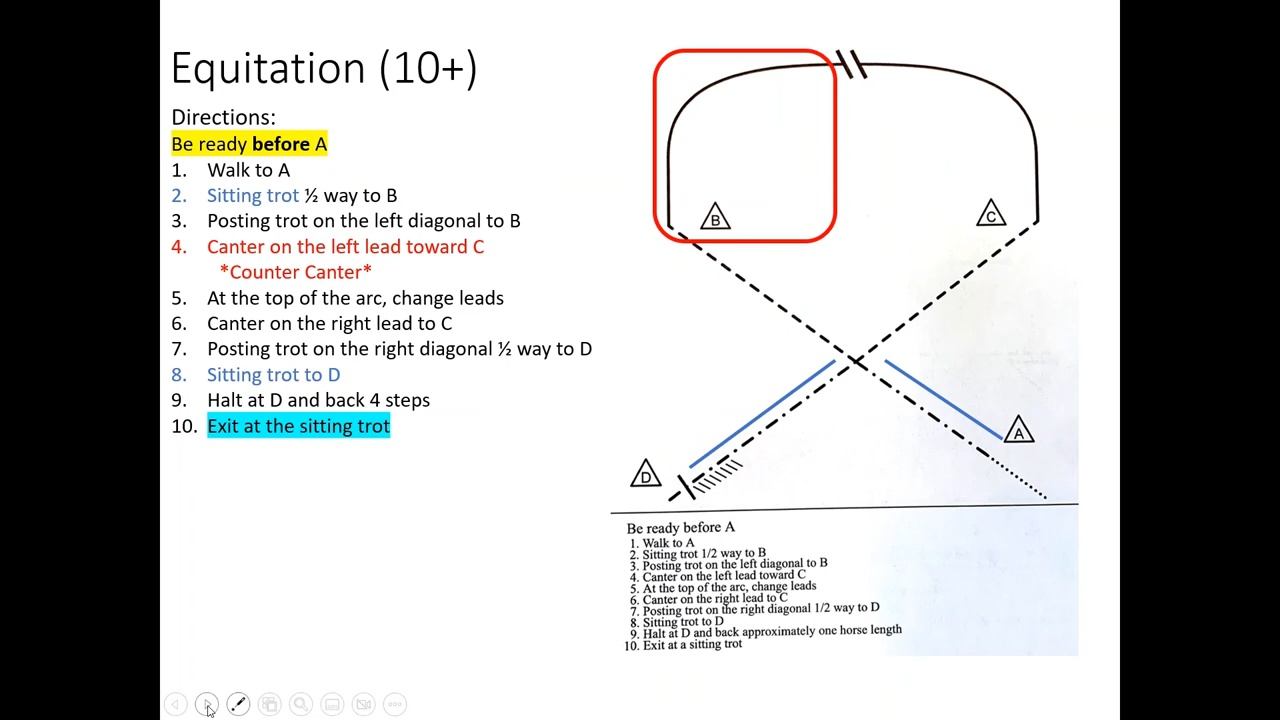 Equitation (10+)
Directions:
Be ready before A
1. Walk to A
2. Sitting trot ½ way to B
3. Posting trot on the left diagonal to B
4. Canter on the left lead toward C
*Counter Canter*
5. At the top of the arc, change leads
6. Canter on the right lead to C
7. Posting trot on the right diagonal ½ way to D
8. Sitting trot to D
9. Halt at D and back 4 steps
10. Exit at the sitting trot
B
C
A
D
Be ready before A
1. Walk to A
2. Sitting trot 1/2 way to B
3. Posting trot on the left diagonal to B
4. Canter on the left lead toward C
5. At the top of the arc, change leads
6. Canter on the right lead to C
7. Posting trot on the right diagonal 1/2 way to D
8. Sitting trot to D
9. Halt at D and back approximately one horse length
10. Exit at a sitting trot